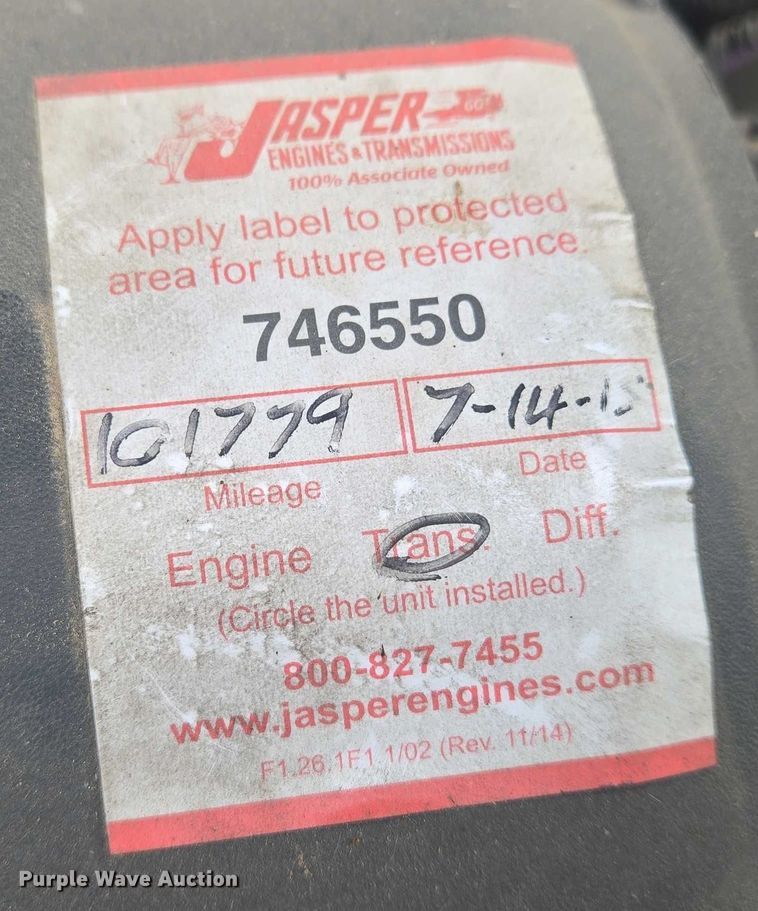 JASPER
ENGINES & TRANSMISSIONS
100% Associate Owned
Apply label to protected
area for future reference.
746550
101779 7-14-15
Mileage Date
Engine Trans. Diff.
(Circle the unit installed.)
800-827-7455
www.jasperengines.com
F1.26.1F1 1/02 (Rev. 11/14)
Purple Wave Auction